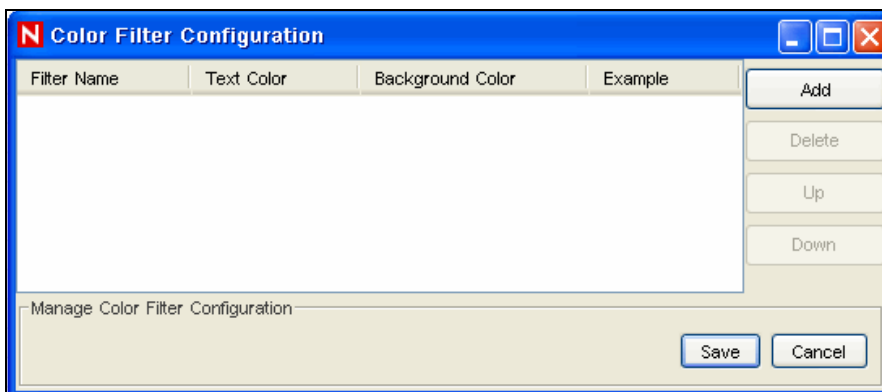 N Color Filter Configuration
Filter Name Text Color Background Color Example
Add
Delete
Up
Down
Manage Color Filter Configuration
Save Cancel